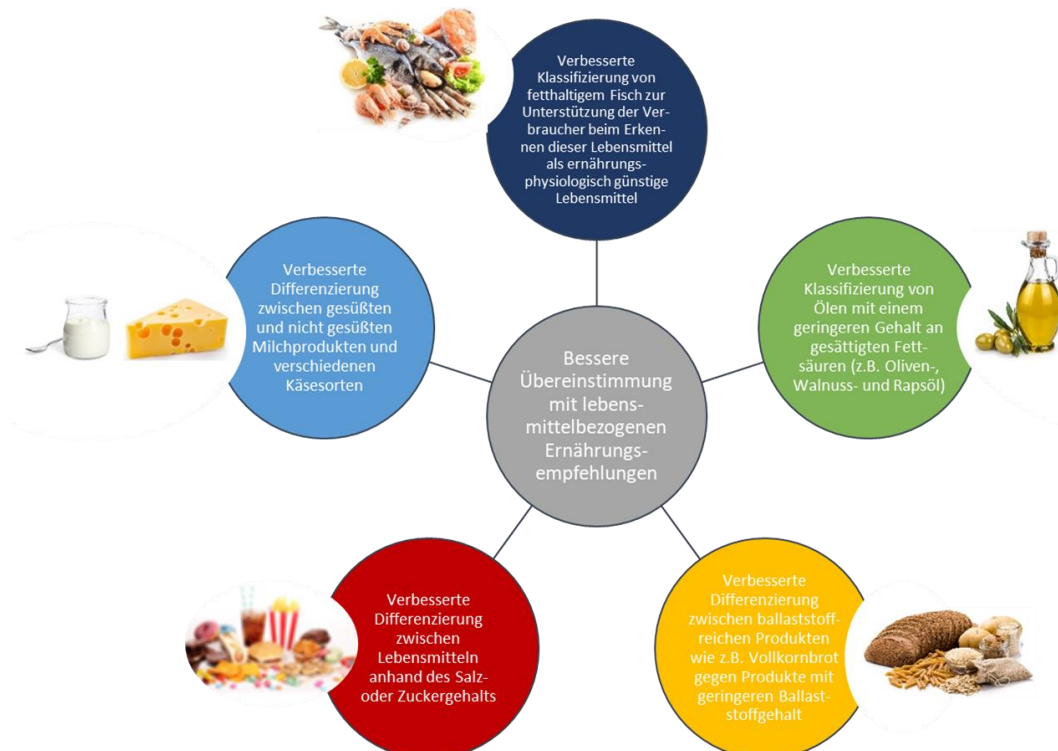 Verbesserte
Klassifizierung von
fetthaltigem Fisch zur
Unterstützung der Ver-
braucher beim Erken-
nen dieser Lebensmittel
als ernährungs-
physiologisch günstige
Lebensmittel
Verbesserte
Differenzierung
zwischen gesüßten
und nicht gesüßten
Milchprodukten und
verschiedenen
Käsesorten
Verbesserte
Klassifizierung von
Ölen mit einem
geringeren Gehalt an
gesättigten Fett-
säuren (z.B. Oliven-,
Walnuss- und Rapsöl)
Bessere
Übereinstimmung
mit lebens-
mittelbezogenen
Ernährungs-
empfehlungen
Verbesserte
Differenzierung
zwischen
Lebensmitteln
anhand des Salz-
oder Zuckergehalts
Verbesserte
Differenzierung
zwischen ballaststoff-
reichen Produkten
wie z.B. Vollkornbrot
gegen Produkte mit
geringeren Ballast-
stoffgehalt